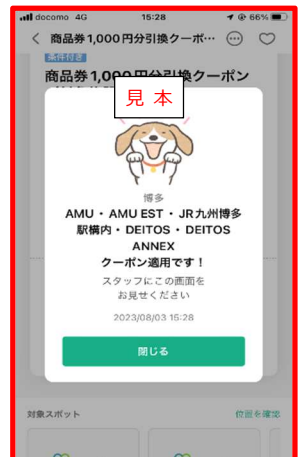 docomo 4G 15:28 66%
商品券1,000円分引換クーポ…
条件付き
商品券1,000円分引換クーポン
見 本
博多
AMU・AMU EST・JR九州博多
駅構内・DEITOS・DEITOS
ANNEX
クーポン適用です！
スタッフにこの画面を
お見せください
2023/08/03 15:28
閉じる
対象スポット 位置を確認